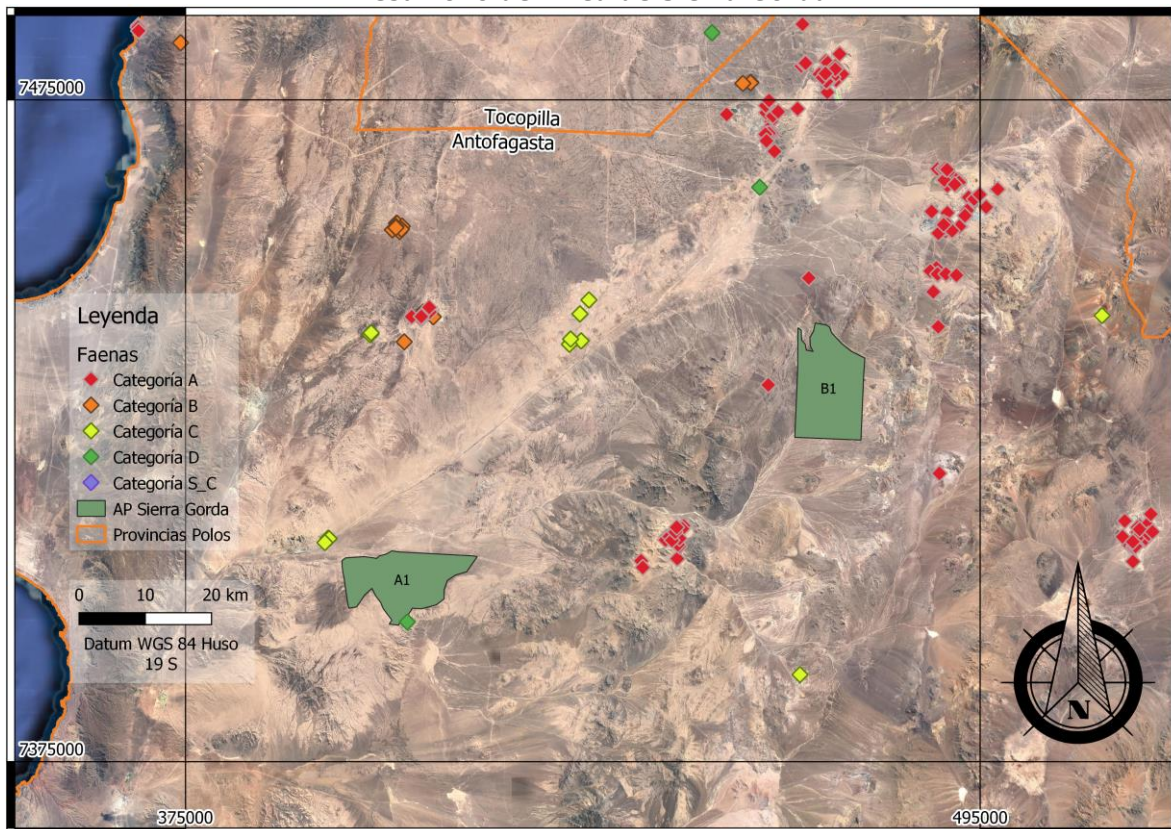 7475000
Tocopilla
Antofagasta
Leyenda
Faenas
Categoría A
Categoría B
Categoría C
Categoría D
Categoría S_C
AP Sierra Gorda
Provincias Polos
0 10 20 km
Datum WGS 84 Huso
19 S
B1
A1
N
7375000
375000
495000